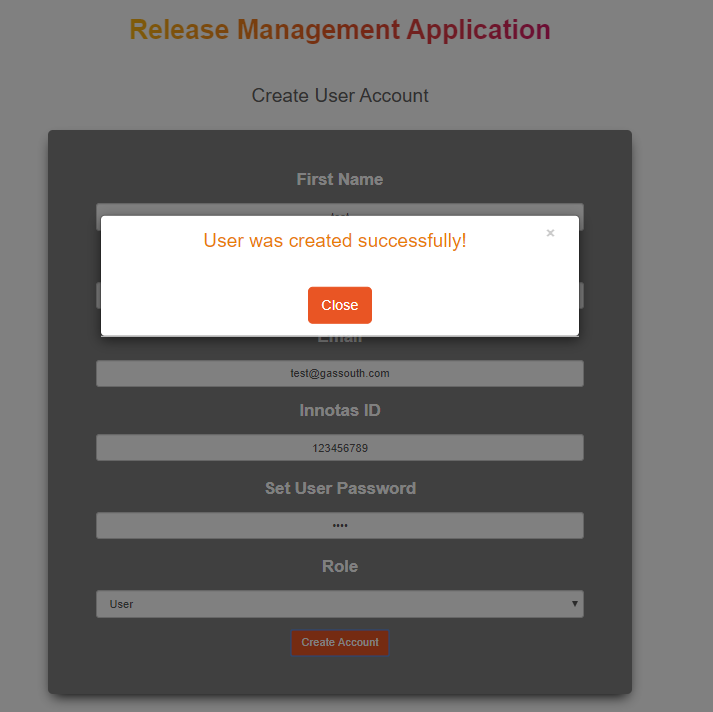 Release Management Application
Create User Account
First Name
User was created successfully!
×
Close
Email
test@gassouth.com
Innotas ID
123456789
Set User Password
••••
Role
User
Create Account